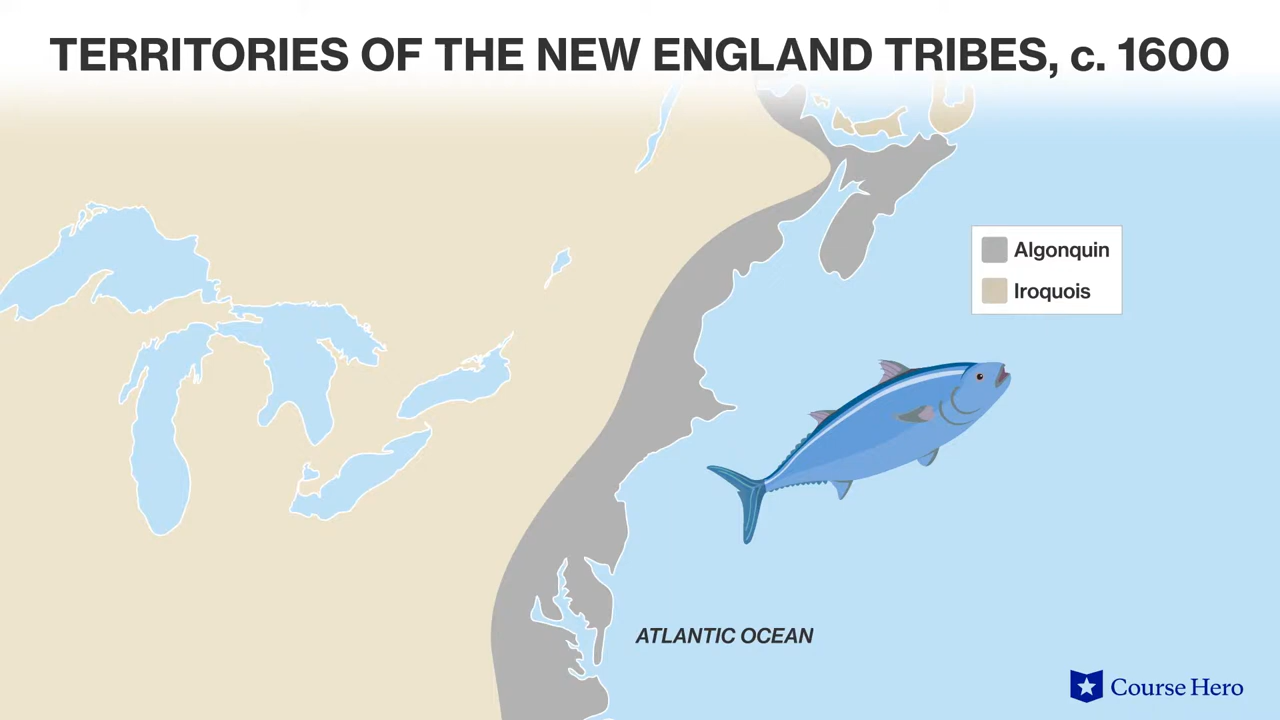 TERRITORIES OF THE NEW ENGLAND TRIBES, c. 1600
Algonquin
Iroquois
ATLANTIC OCEAN
Course Hero